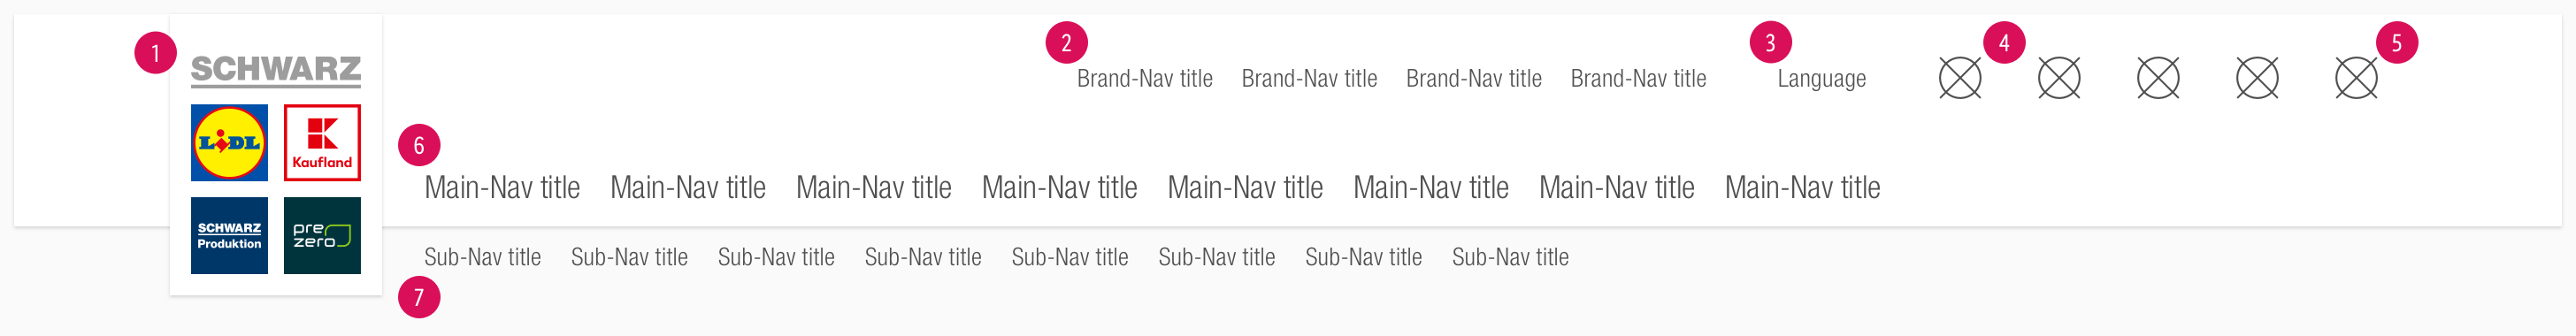 1
SCHWARZ
LIDL
Kaufland
SCHWARZ
Produktion
pre
zero
2
3
4
5
Brand-Nav title Brand-Nav title Brand-Nav title Brand-Nav title Language
6
Main-Nav title Main-Nav title Main-Nav title Main-Nav title Main-Nav title Main-Nav title Main-Nav title Main-Nav title
Sub-Nav title Sub-Nav title Sub-Nav title Sub-Nav title Sub-Nav title Sub-Nav title Sub-Nav title Sub-Nav title
7